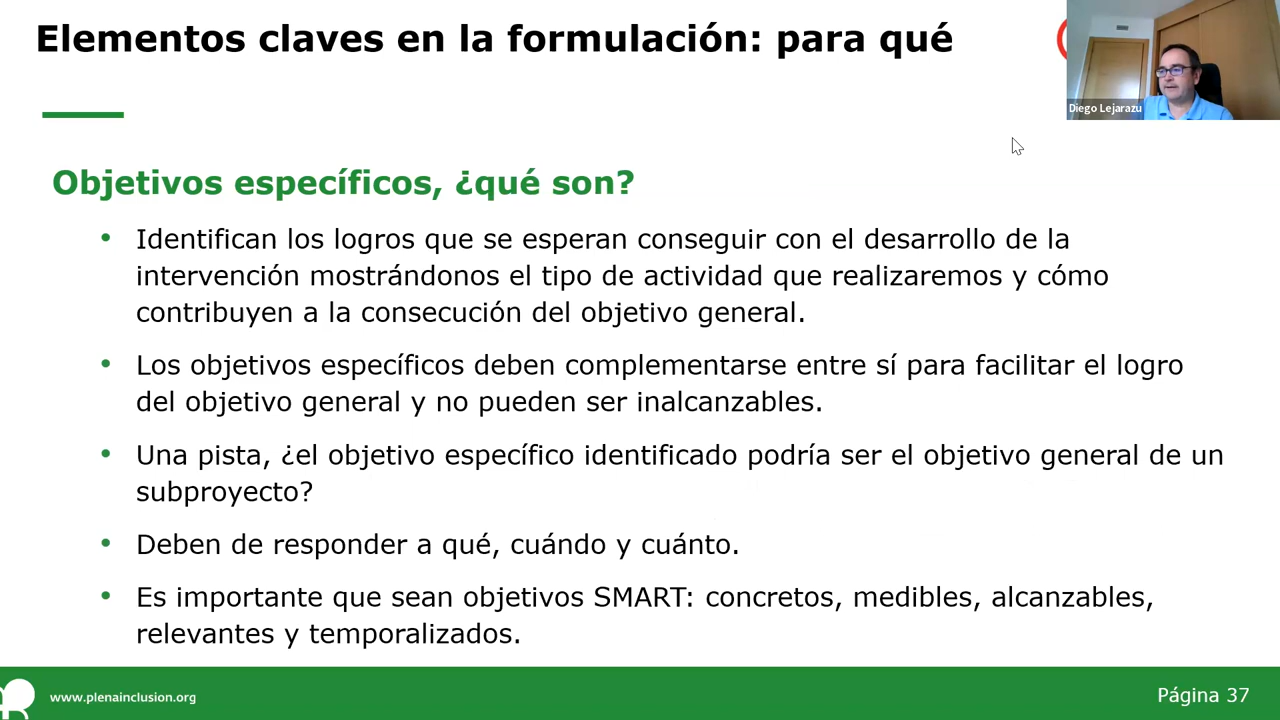 Elementos claves en la formulación: para qué
Diego Lejarazu
Objetivos específicos, ¿qué son?
• Identifican los logros que se esperan conseguir con el desarrollo de la
intervención mostrándonos el tipo de actividad que realizaremos y cómo
contribuyen a la consecución del objetivo general.
• Los objetivos específicos deben complementarse entre sí para facilitar el logro
del objetivo general y no pueden ser inalcanzables.
• Una pista, ¿el objetivo específico identificado podría ser el objetivo general de un
subproyecto?
• Deben de responder a qué, cuándo y cuánto.
• Es importante que sean objetivos SMART: concretos, medibles, alcanzables,
relevantes y temporalizados.
www.plenainclusion.org
Página 37